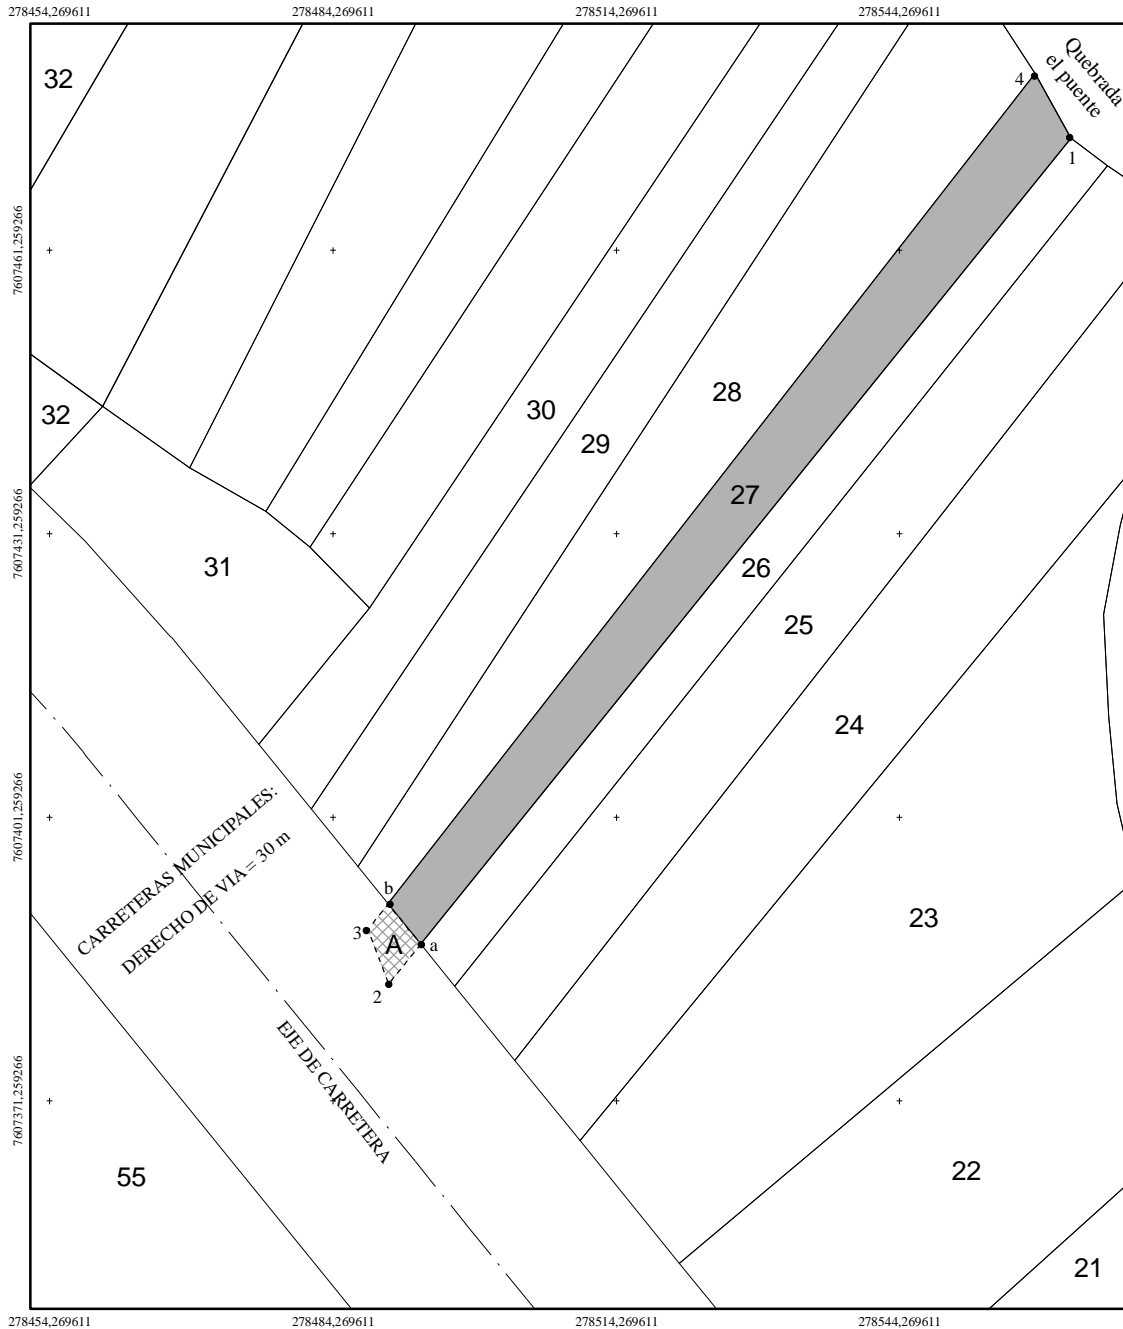 278454,269611 278484,269611 278514,269611 278544,269611
32
Quebrada
el puente
4
1
7607461,259266
28
30
32
29
27
7607431,259266
31
26
25
24
7607401,259266
CARRETERAS MUNICIPALES:
DERECHO DE VIA = 30 m
b
3
A
a
23
2
EJE DE CARRETERA
7607371,259266
55
22
21
278454,269611 278484,269611 278514,269611 278544,269611